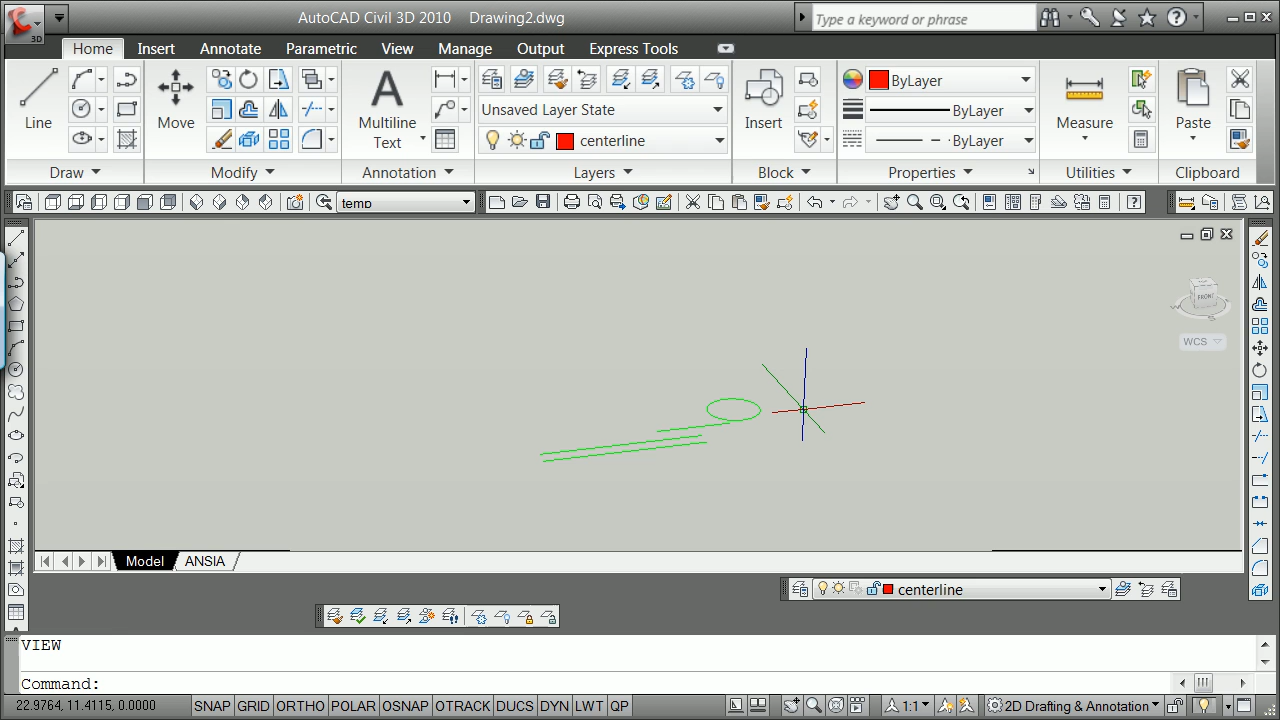 AutoCAD Civil 3D 2010 Drawing2.dwg
Type a keyword or phrase
3D
Home Insert Annotate Parametric View Manage Output Express Tools
Line
Move
Multiline
Text
Unsaved Layer State
centerline
Insert
ByLayer
ByLayer
ByLayer
Measure
Paste
Draw Modify Annotation Layers Block Properties Utilities Clipboard
temp
FRONT
WCS
Model ANSIA
centerline
VIEW
Command:
22.9764, 11.4115, 0.0000 SNAP GRID ORTHO POLAR OSNAP OTRACK DUCS DYN LWT QP 1:1 2D Drafting & Annotation